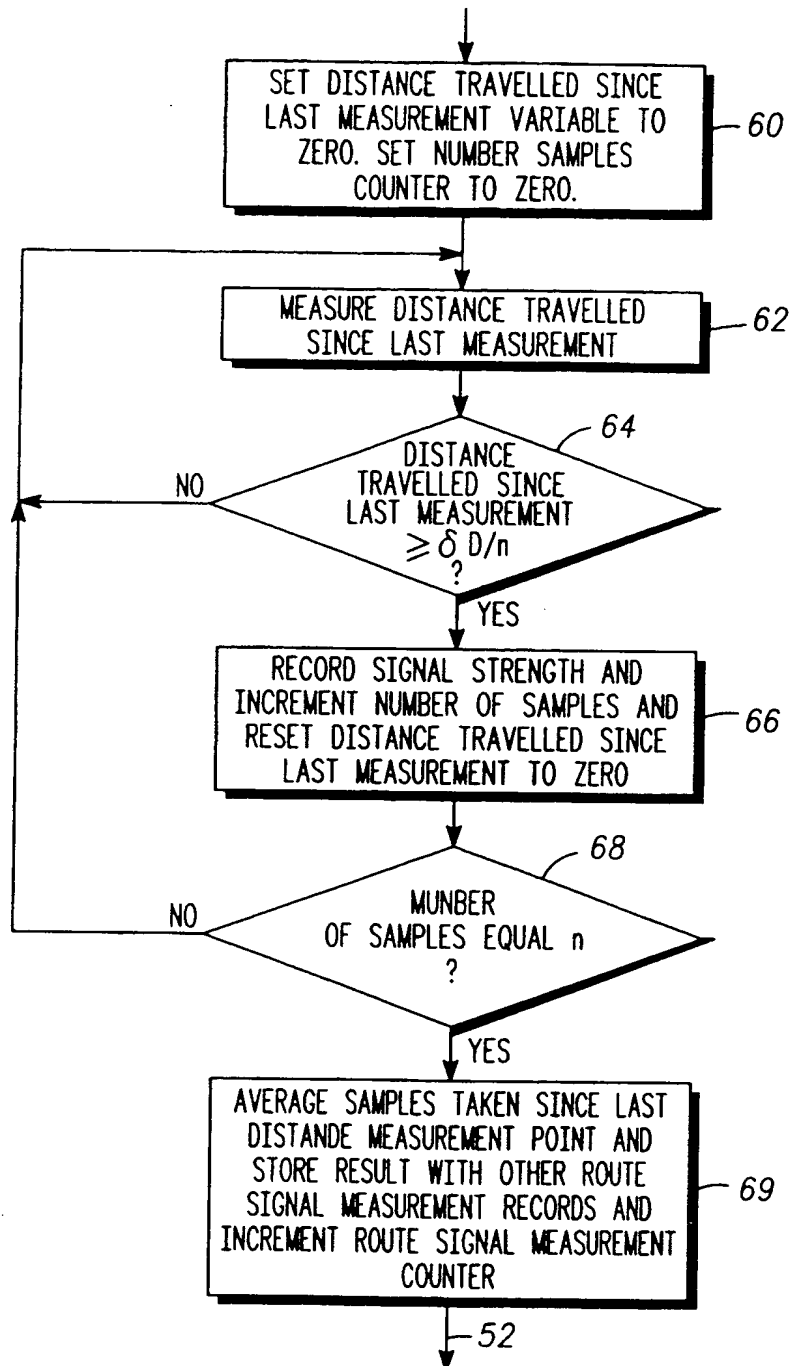 SET DISTANCE TRAVELLED SINCE
LAST MEASUREMENT VARIABLE TO
ZERO. SET NUMBER SAMPLES
COUNTER TO ZERO.
60
MEASURE DISTANCE TRAVELLED
SINCE LAST MEASUREMENT
62
64
DISTANCE
TRAVELLED SINCE
LAST MEASUREMENT
≥ δ D/n
?
NO
YES
RECORD SIGNAL STRENGTH AND
INCREMENT NUMBER OF SAMPLES AND
RESET DISTANCE TRAVELLED SINCE
LAST MEASUREMENT TO ZERO
66
68
MUNBER
OF SAMPLES EQUAL n
?
NO
YES
AVERAGE SAMPLES TAKEN SINCE LAST
DISTANDE MEASUREMENT POINT AND
STORE RESULT WITH OTHER ROUTE
SIGNAL MEASUREMENT RECORDS AND
INCREMENT ROUTE SIGNAL MEASUREMENT
COUNTER
69
52